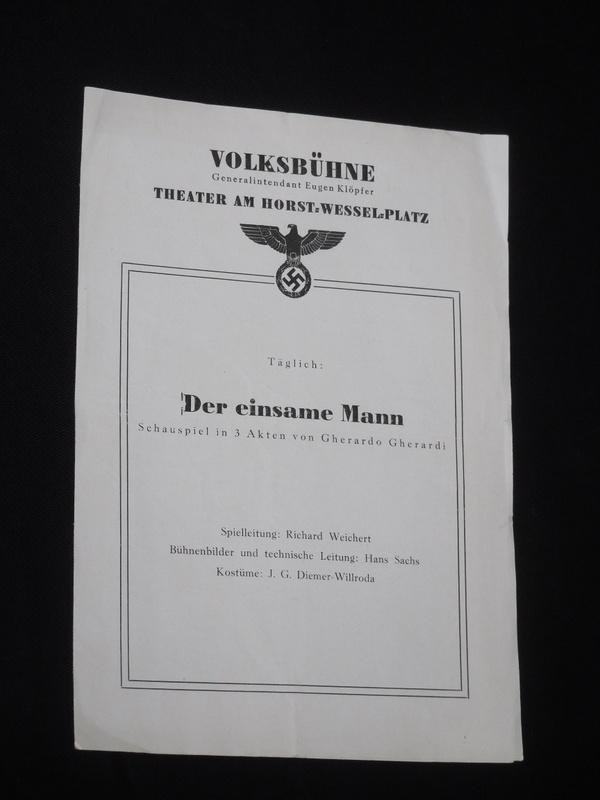 VOLKSBÜHNE
Generalintendant Eugen Klöpfer
THEATER AM HORST-WESSEL-PLATZ
Täglich:
Der einsame Mann
Schauspiel in 3 Akten von Gherardo Gherardi
Spielleitung: Richard Weichert
Bühnenbilder und technische Leitung: Hans Sachs
Kostüme: J. G. Diemer-Willroda